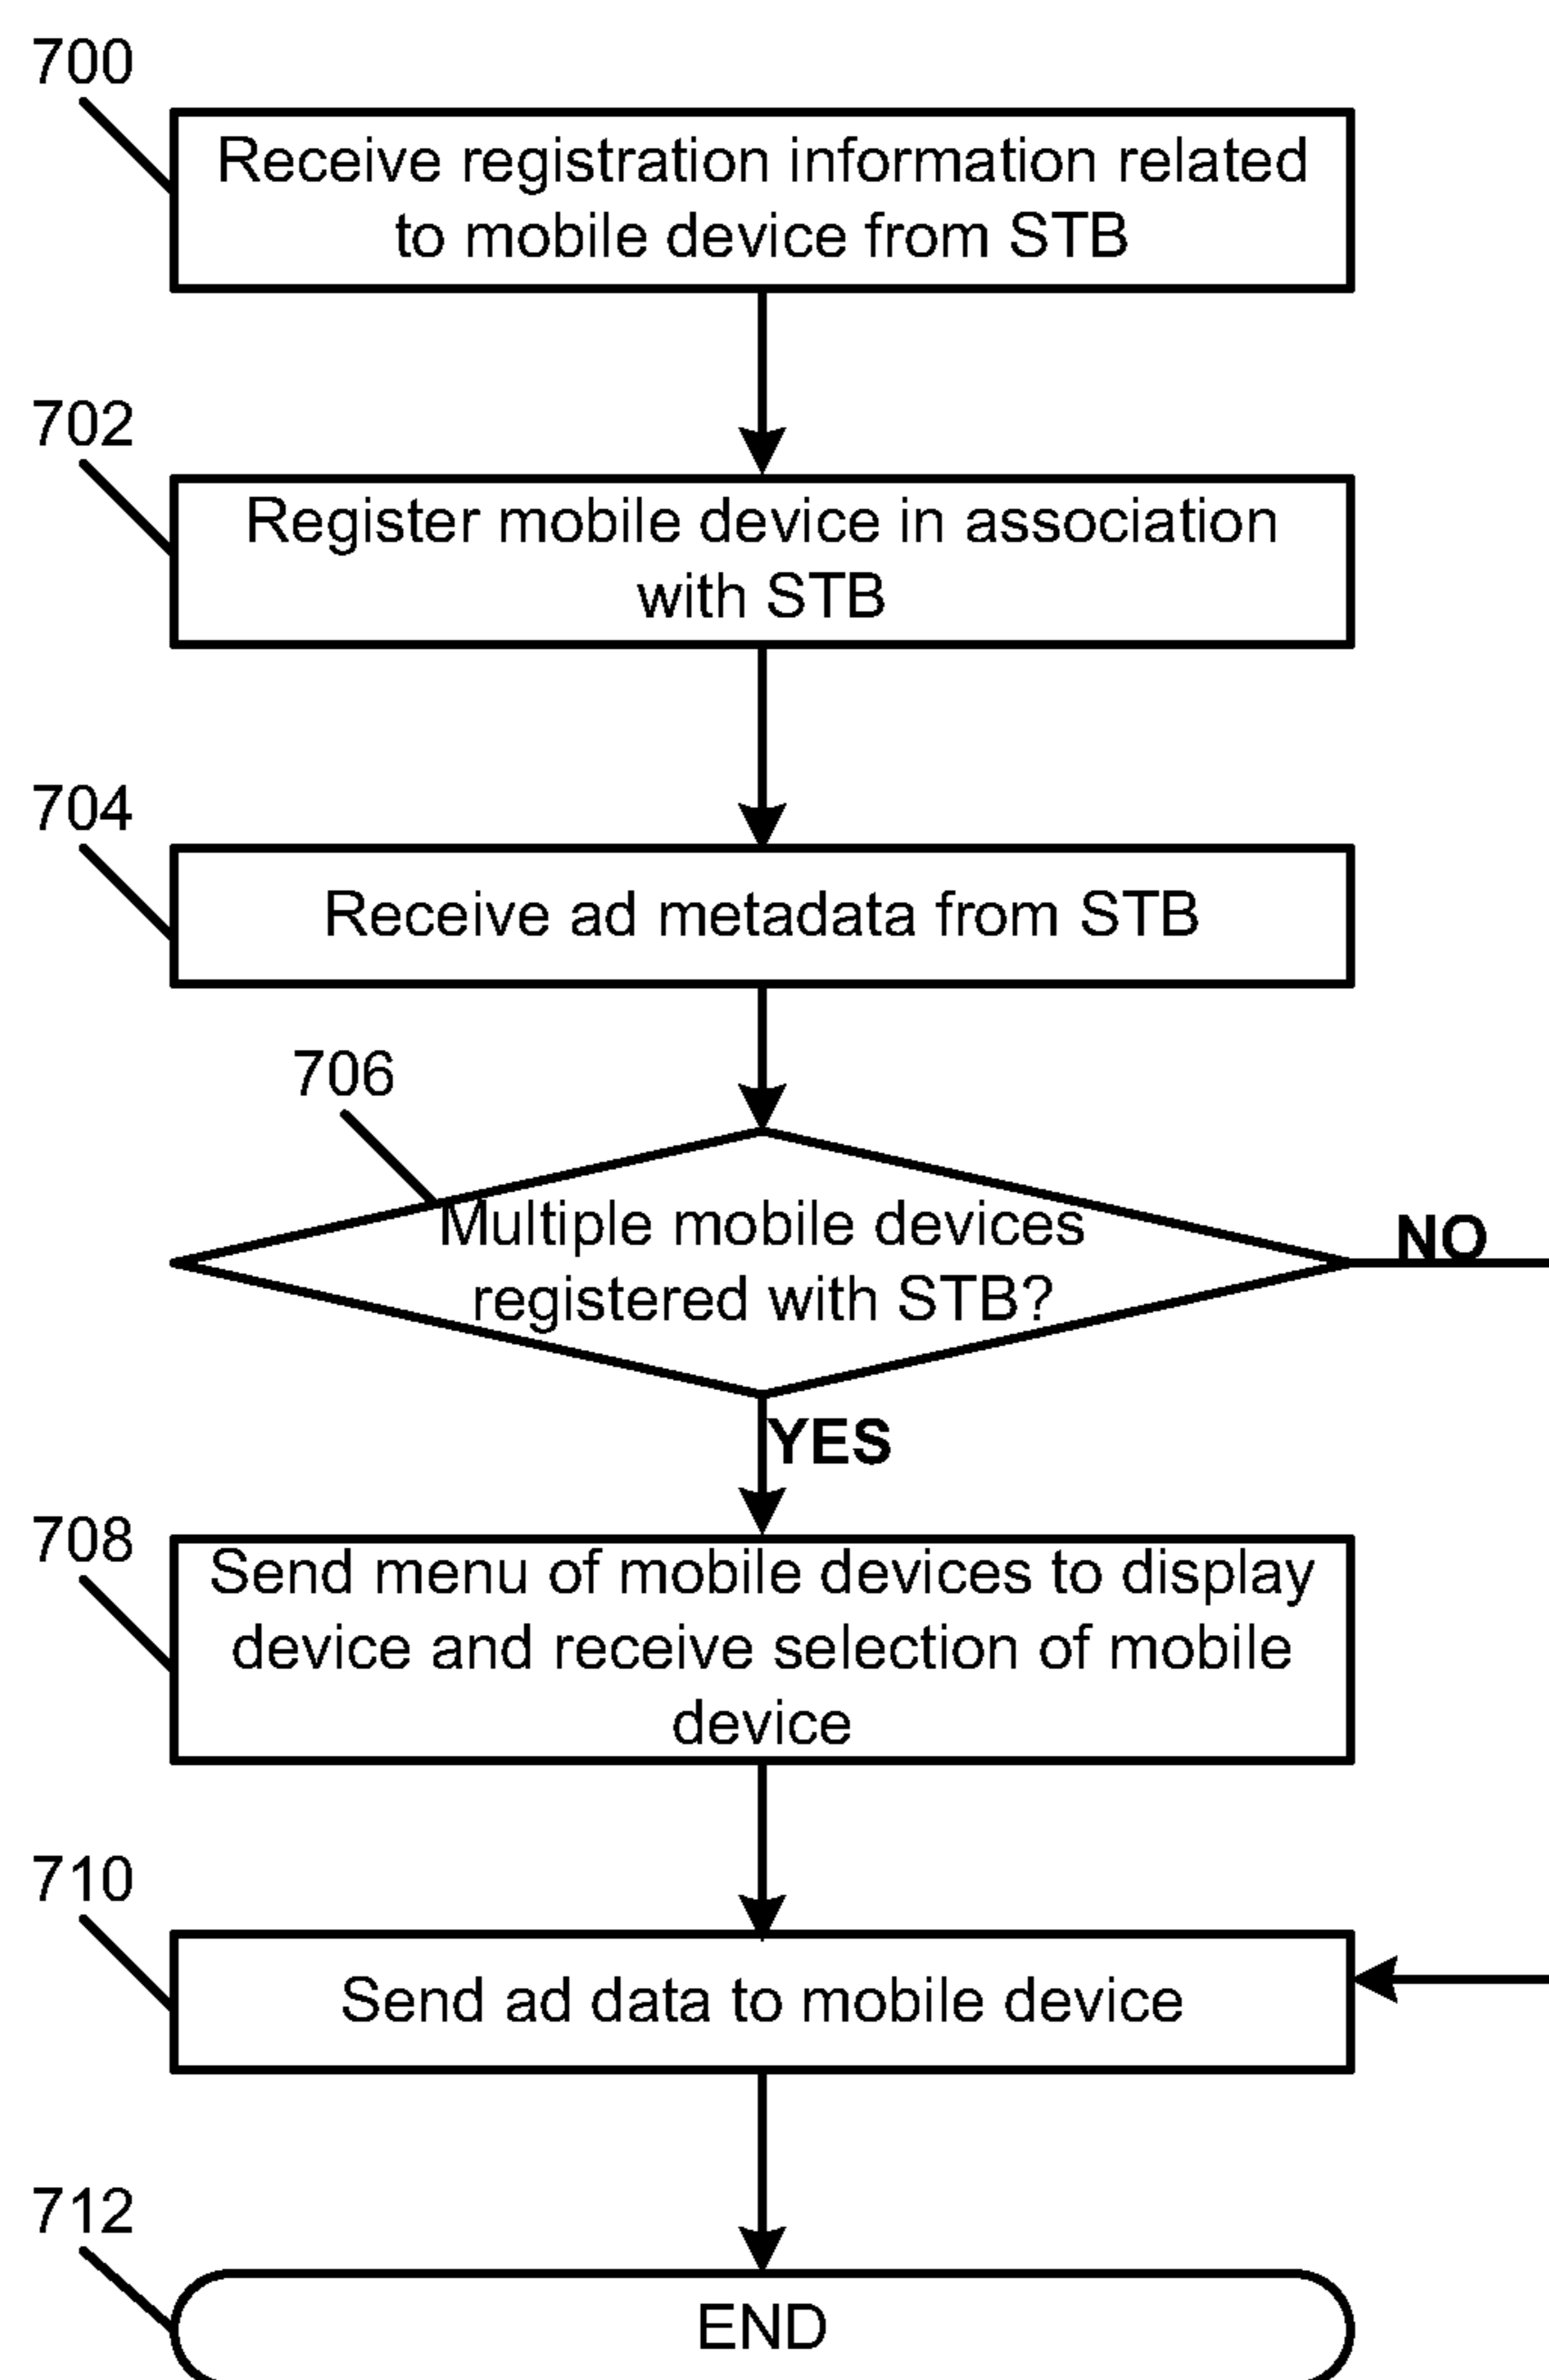 700
Receive registration information related
to mobile device from STB
702
Register mobile device in association
with STB
704
Receive ad metadata from STB
706
Multiple mobile devices
registered with STB?
NO
YES
708
Send menu of mobile devices to display
device and receive selection of mobile
device
710
Send ad data to mobile device
712
END